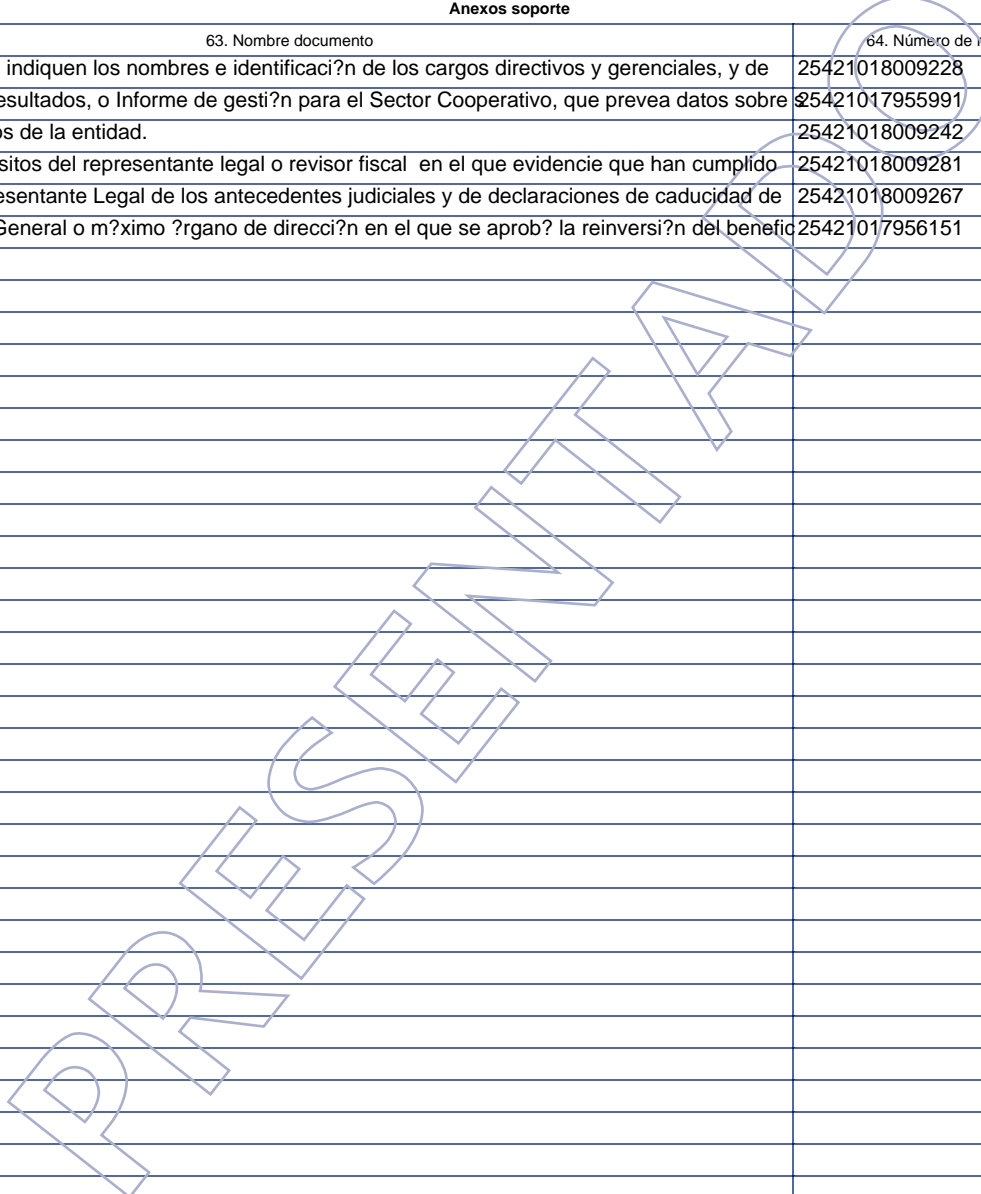 Anexos soporte
63. Nombre documento 64. Número de
indiquen los nombres e identificaci?n de los cargos directivos y gerenciales, y de 25421018009228
esultados, o Informe de gesti?n para el Sector Cooperativo, que prevea datos sobre s 25421017955991
os de la entidad. 25421018009242
sitos del representante legal o revisor fiscal en el que evidencie que han cumplido 25421018009281
esentante Legal de los antecedentes judiciales y de declaraciones de caducidad de 25421018009267
General o m?ximo ?rgano de direcci?n en el que se aprob? la reinversi?n del benefic 25421017956151
PRESENTADO